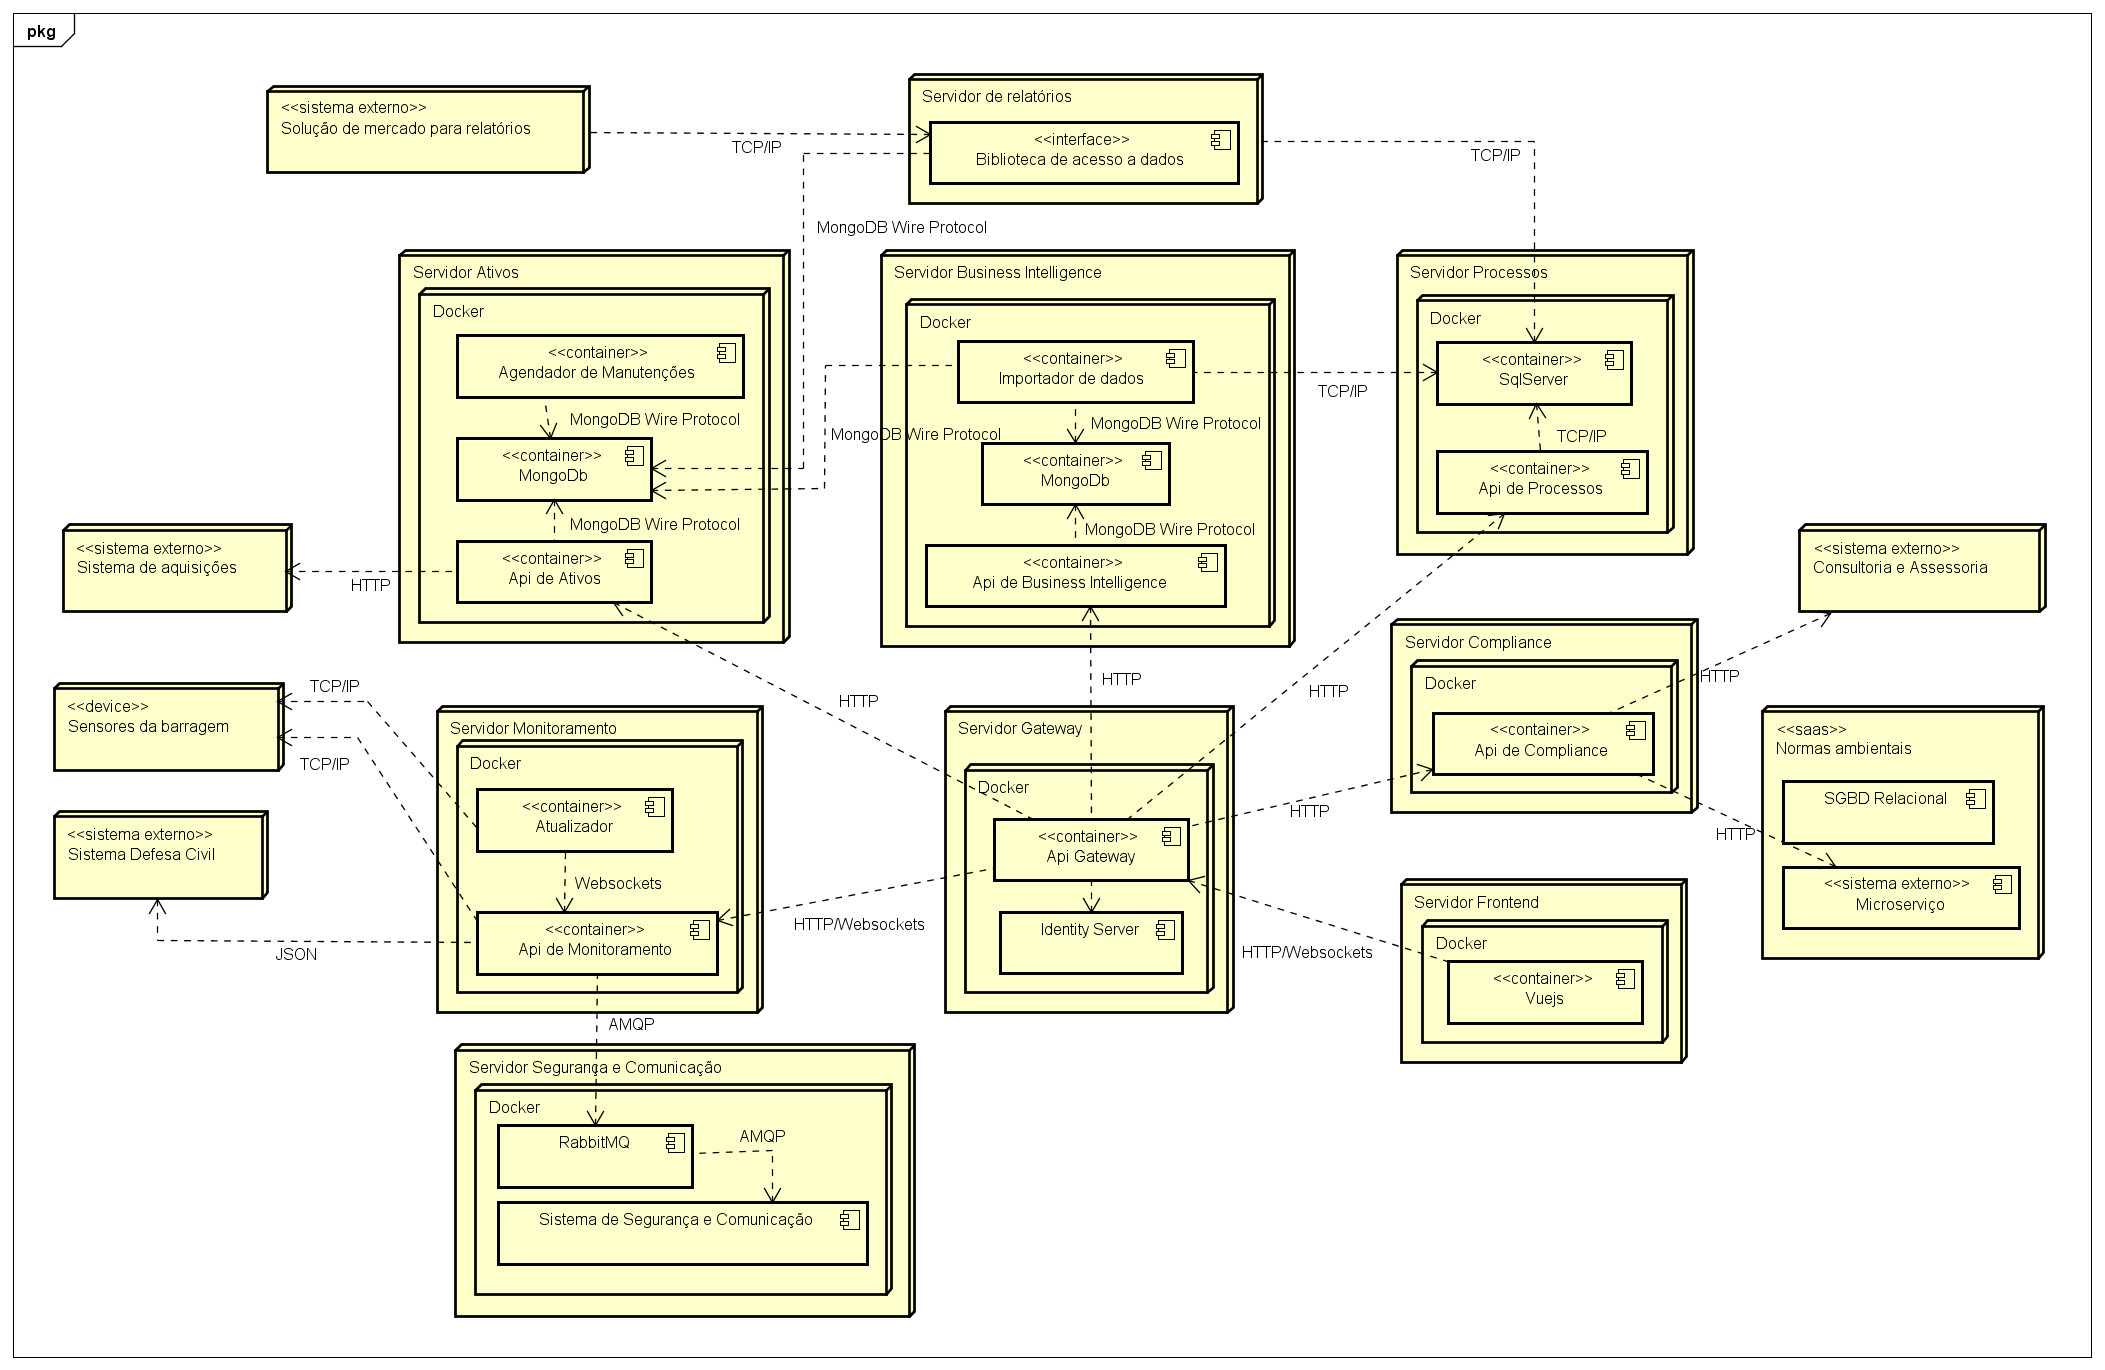 pkg
<<sistema externo>>
Solução de mercado para relatórios
TCP/IP
Servidor de relatórios
<<interface>>
Biblioteca de acesso a dados
TCP/IP
MongoDB Wire Protocol
Servidor Ativos
Docker
<<container>>
Agendador de Manutenções
MongoDB Wire Protocol
<<container>>
MongoDb
MongoDB Wire Protocol
<<container>>
Api de Ativos
MongoDB Wire Protocol
Servidor Business Intelligence
Docker
<<container>>
Importador de dados
MongoDB Wire Protocol
<<container>>
MongoDb
MongoDB Wire Protocol
<<container>>
Api de Business Intelligence
TCP/IP
Servidor Processos
Docker
<<container>>
SqlServer
TCP/IP
<<container>>
Api de Processos
<<sistema externo>>
Sistema de aquisições
HTTP
<<sistema externo>>
Consultoria e Assessoria
HTTP
HTTP
HTTP
Servidor Compliance
Docker
<<container>>
Api de Compliance
HTTP
HTTP
HTTP
<<saas>>
Normas ambientais
SGBD Relacional
<<sistema externo>>
Microserviço
<<device>>
Sensores da barragem
TCP/IP
TCP/IP
<<sistema externo>>
Sistema Defesa Civil
JSON
Servidor Monitoramento
Docker
<<container>>
Atualizador
Websockets
<<container>>
Api de Monitoramento
AMQP
HTTP/Websockets
Servidor Gateway
Docker
<<container>>
Api Gateway
Identity Server
HTTP/Websockets
Servidor Frontend
Docker
<<container>>
Vuejs
Servidor Segurança e Comunicação
Docker
RabbitMQ
AMQP
Sistema de Segurança e Comunicação